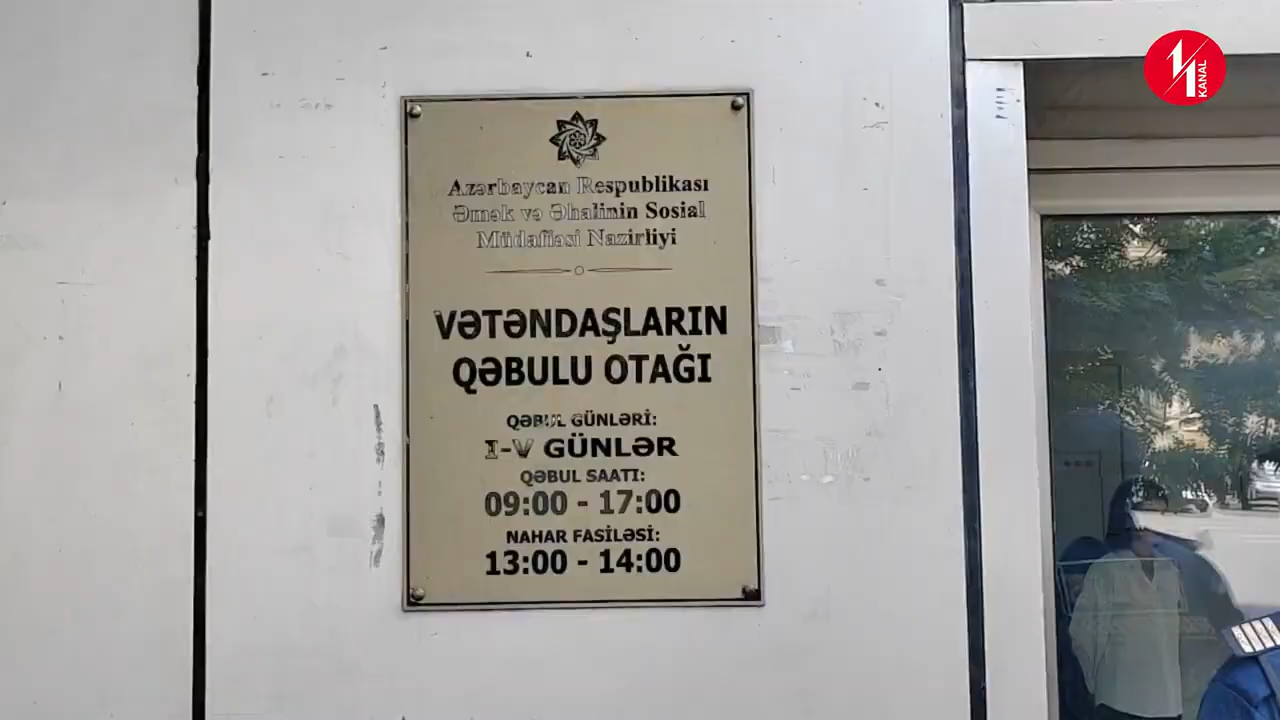 Azərbaycan Respublikası
Əmək və Əhalinin Sosial
Müdafiəsi Nazirliyi
VƏTƏNDAŞLARIN
QƏBULU OTAĞI
QƏBUL GÜNLƏRİ:
I-V GÜNLƏR
QƏBUL SAATI:
09:00 - 17:00
NAHAR FASİLƏSİ:
13:00 - 14:00
11 KANAL